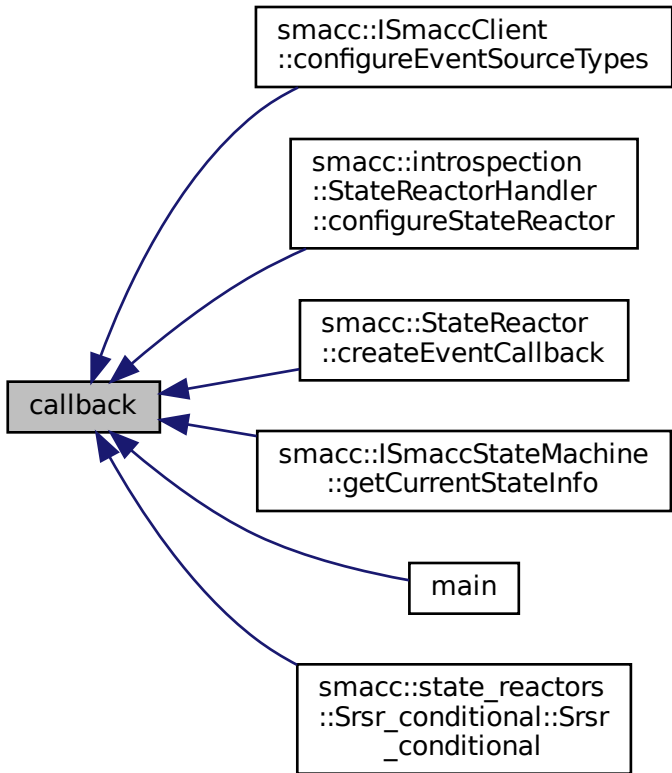 smacc::ISmaccClient
::configureEventSourceTypes
smacc::introspection
::StateReactorHandler
::configureStateReactor
smacc::StateReactor
::createEventCallback
callback
smacc::ISmaccStateMachine
::getCurrentStateInfo
main
smacc::state_reactors
::Srsr_conditional::Srsr
_conditional